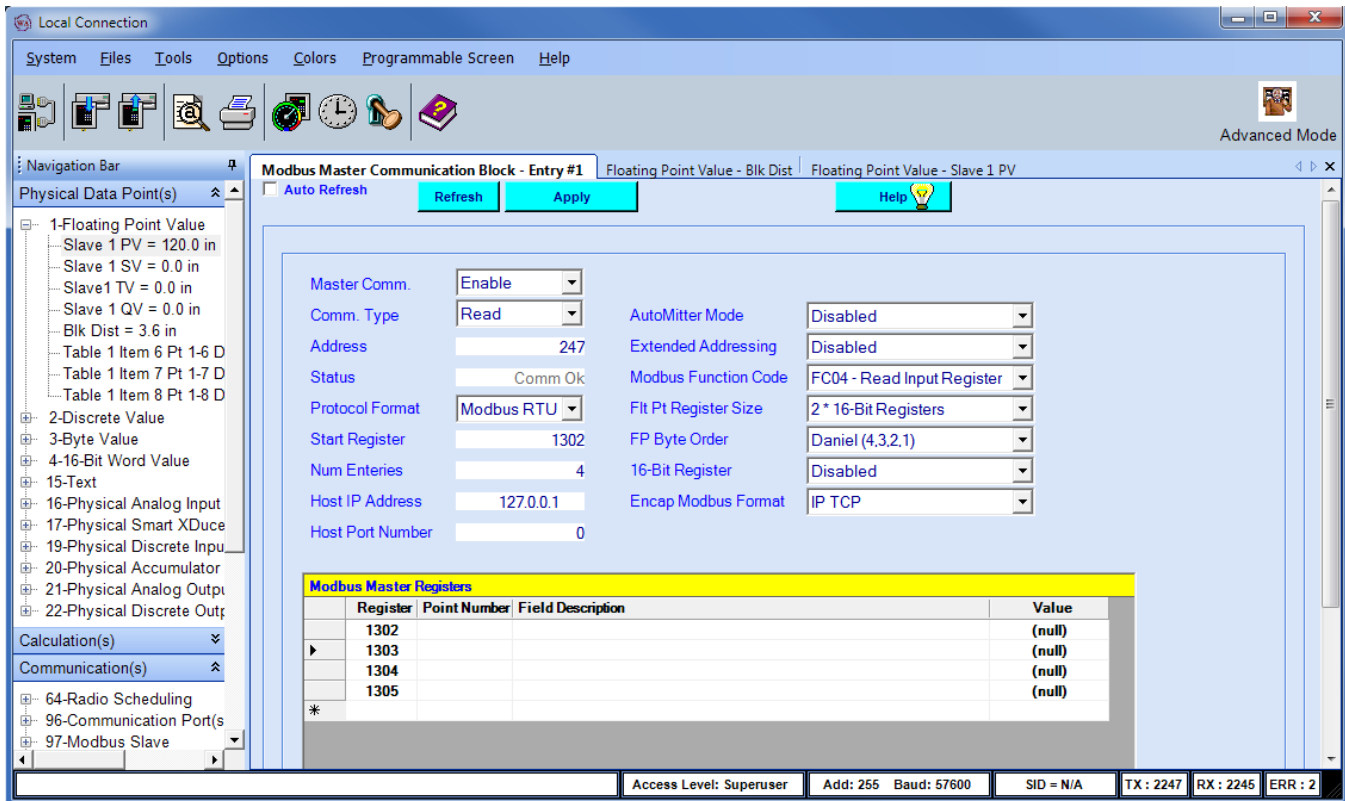 Local Connection
System Files Tools Options Colors Programmable Screen Help
Advanced Mode
Navigation Bar
Physical Data Point(s)
1-Floating Point Value
Slave 1 PV = 120.0 in
Slave 1 SV = 0.0 in
Slave1 TV = 0.0 in
Slave 1 QV = 0.0 in
Blk Dist = 3.6 in
Table 1 Item 6 Pt 1-6 D
Table 1 Item 7 Pt 1-7 D
Table 1 Item 8 Pt 1-8 D
2-Discrete Value
3-Byte Value
4-16-Bit Word Value
15-Text
16-Physical Analog Input
17-Physical Smart XDuce
19-Physical Discrete Inpu
20-Physical Accumulator
21-Physical Analog Outpu
22-Physical Discrete Outp
Calculation(s)
Communication(s)
64-Radio Scheduling
96-Communication Port(s
97-Modbus Slave
Modbus Master Communication Block - Entry #1 Floating Point Value - Blk Dist Floating Point Value - Slave 1 PV
Auto Refresh Refresh Apply Help
Master Comm. Enable
Comm. Type Read AutoMitter Mode Disabled
Address 247 Extended Addressing Disabled
Status Comm Ok Modbus Function Code FC04 - Read Input Register
Protocol Format Modbus RTU Flt Pt Register Size 2 * 16-Bit Registers
Start Register 1302 FP Byte Order Daniel (4,3,2,1)
Num Enteries 4 16-Bit Register Disabled
Host IP Address 127.0.0.1 Encap Modbus Format IP TCP
Host Port Number 0
Modbus Master Registers
Register Point Number Field Description Value
1302 (null)
1303 (null)
1304 (null)
1305 (null)
Access Level: Superuser Add: 255 Baud: 57600 SID = N/A TX : 2247 RX : 2245 ERR : 2